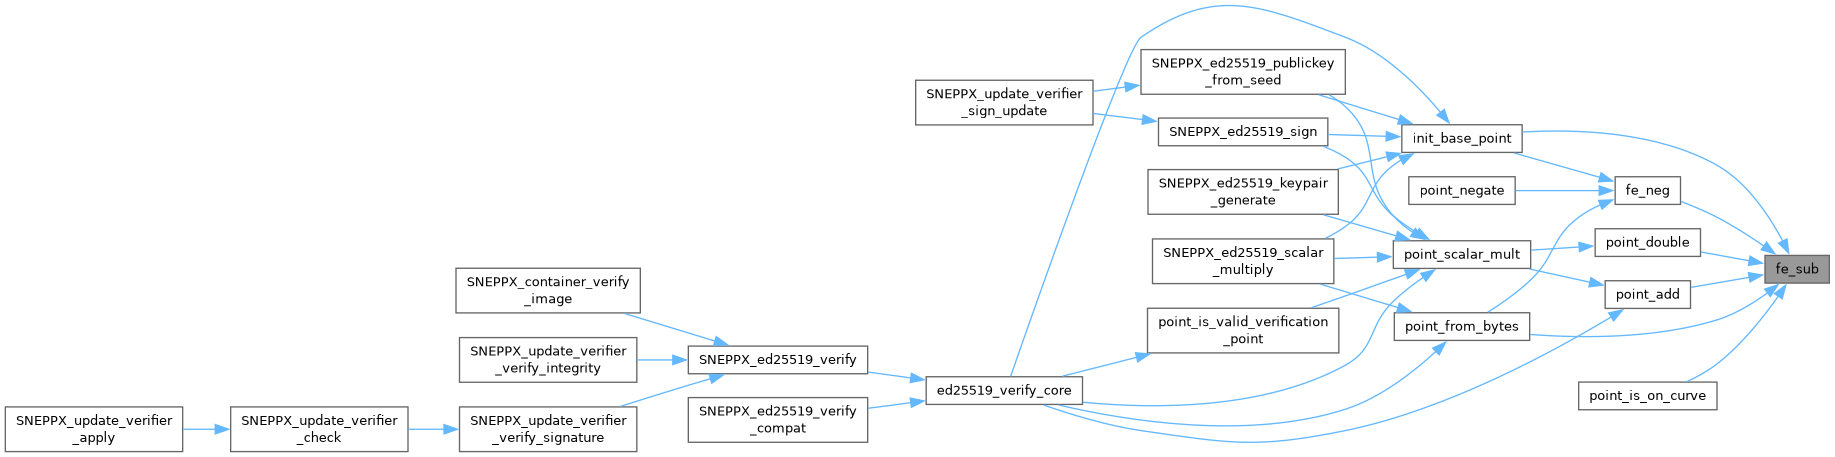 SNEPPX_update_verifier
_apply
SNEPPX_update_verifier
_check
SNEPPX_container_verify
_image
SNEPPX_update_verifier
_verify_integrity
SNEPPX_update_verifier
_verify_signature
SNEPPX_ed25519_verify
SNEPPX_ed25519_verify
_compat
SNEPPX_update_verifier
_sign_update
ed25519_verify_core
SNEPPX_ed25519_publickey
_from_seed
SNEPPX_ed25519_sign
SNEPPX_ed25519_keypair
_generate
SNEPPX_ed25519_scalar
_multiply
point_is_valid_verification
_point
init_base_point
point_negate
point_scalar_mult
point_from_bytes
fe_neg
point_double
point_add
point_is_on_curve
fe_sub